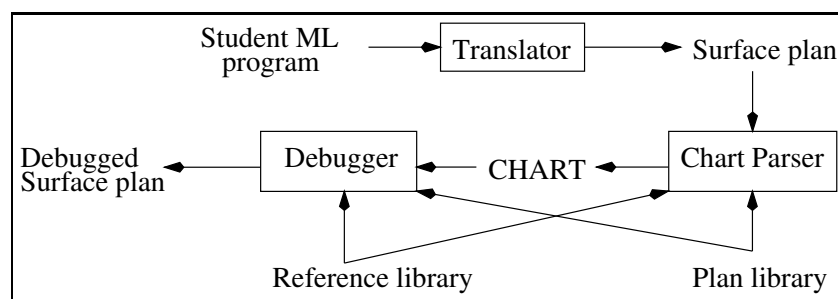 Student ML
program
Translator
Surface plan
Debugged
Surface plan
Debugger
CHART
Chart Parser
Reference library
Plan library